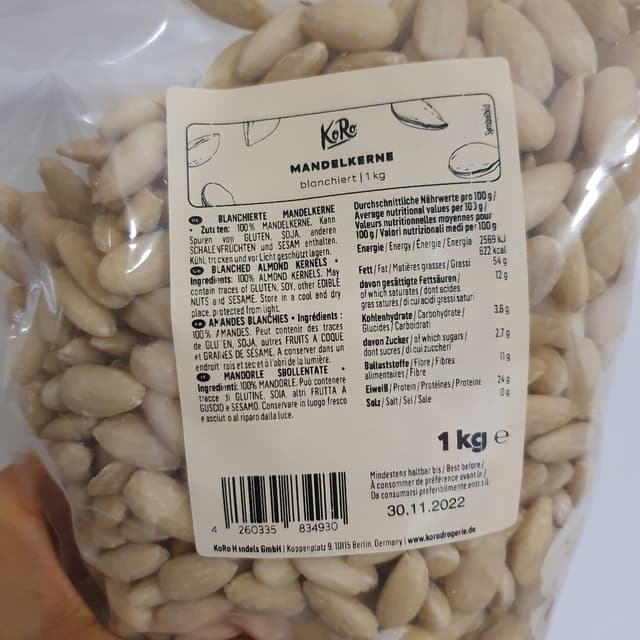 KoRo
Symbolbild
MANDELKERNE
blanchiert | 1 kg
BLANCHIERTE MANDELKERNE
• Zutaten: 100% MANDELKERNE. Kann
Spuren von GLUTEN, SOJA, anderen
SCHALENFRÜCHTEN und SESAM enthalten.
Kühl, trocken und vor Licht geschützt lagern.
BLANCHED ALMOND KERNELS •
Ingredients: 100% ALMOND KERNELS. May
contain traces of GLUTEN, SOY, other EDIBLE
NUTS and SESAME. Store in a cool and dry
place, protected from light.
AMANDES BLANCHIES • Ingrédients :
100% AMANDES. Peut contenir des traces
de GLUTEN, SOJA, autres FRUITS A COQUE
et GRAINES DE SÉSAME. A conserver dans un
endroit frais et sec et à l'abri de la lumière.
MANDORLE SBOLLENTATE •
Ingredienti: 100% MANDORLE. Può contenere
tracce di GLUTINE, SOIA, altri FRUTTA A
GUSCIO e SESAMO. Conservare in luogo fresco
e asciutto al riparo dalla luce.
Durchschnittliche Nährwerte pro 100 g /
Average nutritional values per 100 g /
Valeurs nutritionnelles moyennes pour
100 g / Valori nutrizionali medi per 100 g
Energie / Energy / Énergie / Energia 2569 kJ
622 kcal
Fett / Fat / Matières grasses / Grassi 54 g
davon gesättigte Fettsäuren / 12 g
of which saturates / dont acides
gras saturés / di cui acidi grassi saturi
Kohlenhydrate / Carbohydrate / 3.6 g
Glucides / Carboidrati
davon Zucker / of which sugars / 2.7 g
dont sucres / di cui zuccheri
Ballaststoffe / Fibre / Fibres 11 g
alimentaires / Fibre
Eiweiß / Protein / Protéines / Proteine 24 g
Salz / Salt / Sel / Sale 0 g
1 kg e
Mindestens haltbar bis / Best before /
À consommer de préférence avant le /
Da consumarsi preferibilmente entro il
30.11.2022
4 260335 834930
KoRo Handels GmbH | Koppenplatz 9, 10115 Berlin, Germany | www.korodrogerie.de